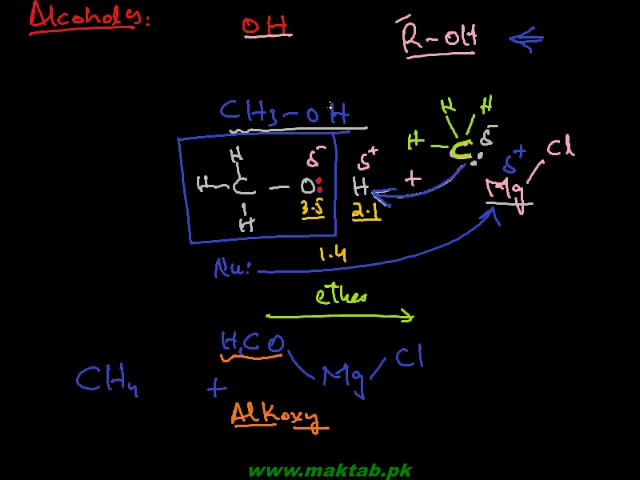 Alcohols:
OH
R-OH
CH3-OH
H H
H C δ- δ+ Cl
H δ- δ+ + Mg
H-C-O: H
H 3.5 2.1
Nu: 1.4
ether
H3CO Cl
CH4 + Mg
Alkoxy
www.maktab.pk